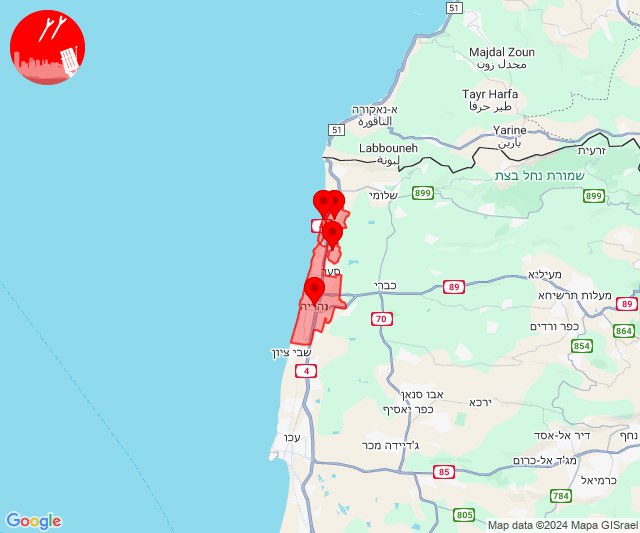 Majdal Zoun
مجدل زون
Tayr Harfa
طير حرفا
א-נאקורה
الناقورة
51
Yarine
يارين
51
Labbouneh
لبونة
זרעית
שמורת נחל בצת
899
שלומי
899
4
סער
מעיליא
כברי
89
מעלות תרשיחא
89
נהריה
70
כפר ורדים
864
854
שבי ציון
4
אבו סנאן
ירכא
כפר יאסיף
עכו
ג'דיידה מכר
דיר אל-אסד
נחף
מג'ד אל-כרום
85
כרמיאל
784
805
Google
Map data ©2024 Mapa GISrael